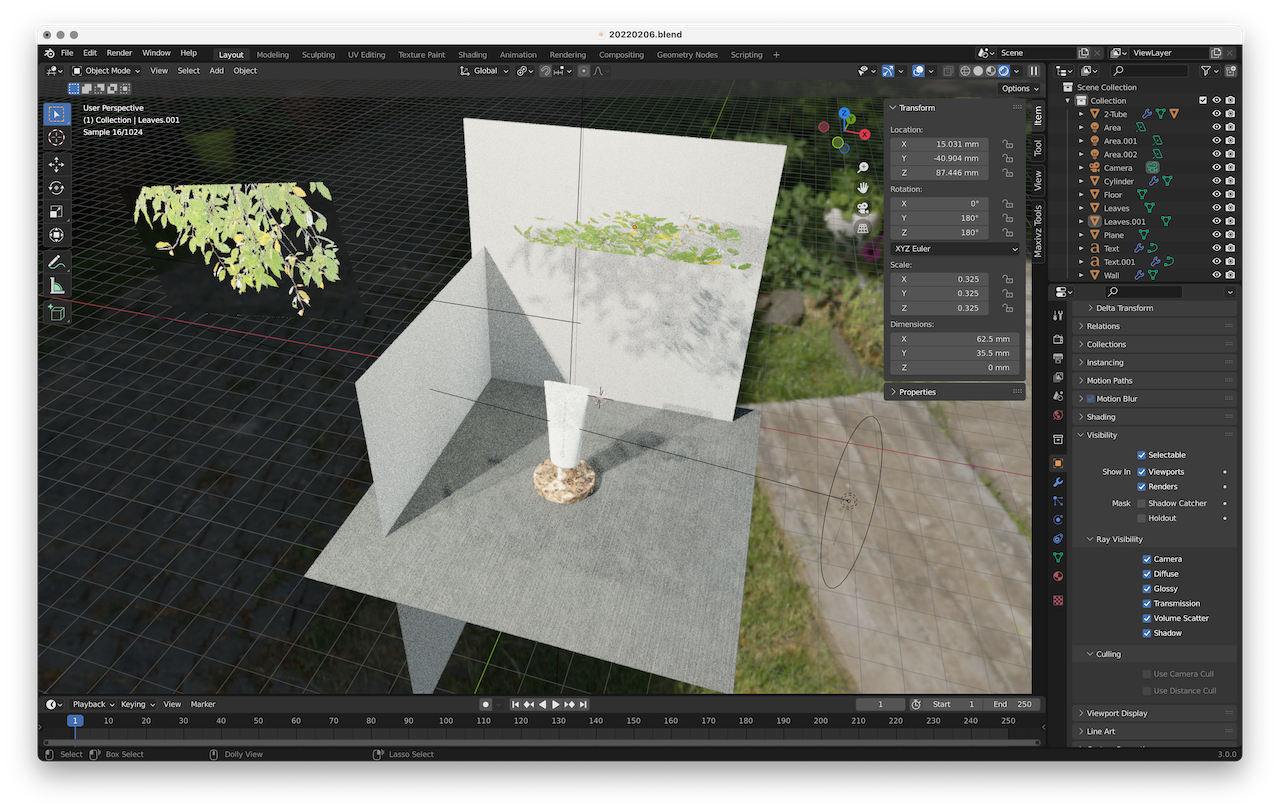 20220206.blend
File Edit Render Window Help Layout Modeling Sculpting UV Editing Texture Paint Shading Animation Rendering Compositing Geometry Nodes Scripting + Scene ViewLayer
Object Mode View Select Add Object Global
Options
User Perspective
(1) Collection | Leaves.001
Sample 16/1024
Z
X
Transform
Location:
X 15.031 mm
Y -40.904 mm
Z 87.446 mm
Rotation:
X 0°
Y 180°
Z 180°
XYZ Euler
Scale:
X 0.325
Y 0.325
Z 0.325
Dimensions:
X 62.5 mm
Y 35.5 mm
Z 0 mm
Properties
Item
Tool
View
Maxivz Tools
Scene Collection
Collection
2-Tube
Area
Area.001
Area.002
Camera
Cylinder
Floor
Leaves
Leaves.001
Plane
Text
Text.001
Wall
Delta Transform
Relations
Collections
Instancing
Motion Paths
Motion Blur
Shading
Visibility
Selectable
Show In Viewports
Renders
Mask Shadow Catcher
Holdout
Ray Visibility
Camera
Diffuse
Glossy
Transmission
Volume Scatter
Shadow
Culling
Use Camera Cull
Use Distance Cull
Viewport Display
Line Art
Playback Keying View Marker 1 Start 1 End 250
1 10 20 30 40 50 60 70 80 90 100 110 120 130 140 150 160 170 180 190 200 210 220 230 240 250
Select Box Select Dolly View Lasso Select 3.0.0